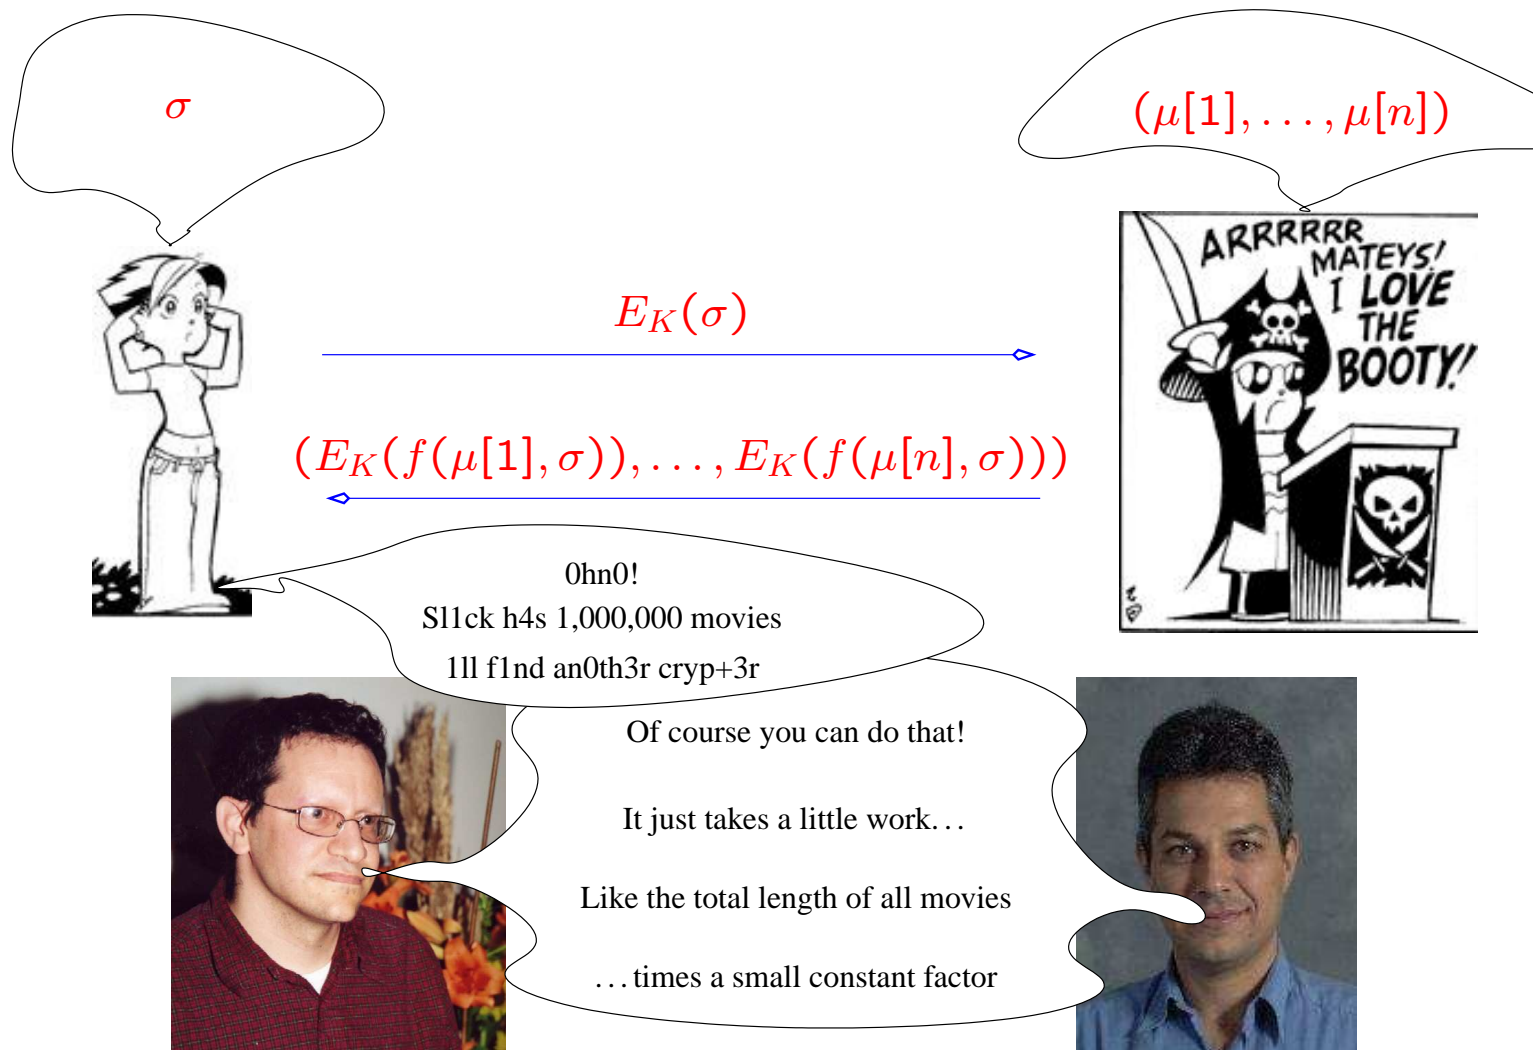 σ
(μ[1], . . . , μ[n])
ARRRRRR
MATEYS!
I LOVE
THE
BOOTY!
E_K(σ)
(E_K(f(μ[1], σ)), . . . , E_K(f(μ[n], σ)))
0hn0!
Sl1ck h4s 1,000,000 movies
1ll f1nd an0th3r cryp+3r
Of course you can do that!
It just takes a little work. . .
Like the total length of all movies
. . . times a small constant factor